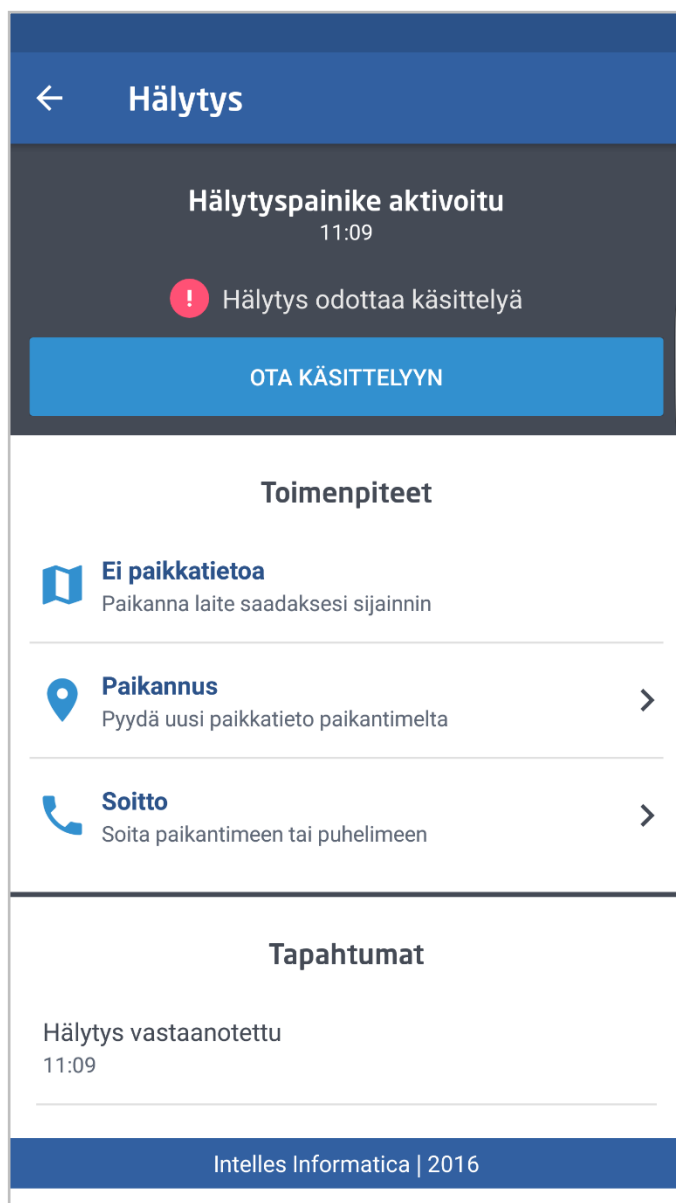 Hälytys
Hälytyspainike aktivoitu
11:09
! Hälytys odottaa käsittelyä
OTA KÄSITTELYYN
Toimenpiteet
Ei paikkatietoa
Paikanna laite saadaksesi sijainnin
Paikannus
Pyydä uusi paikkatieto paikantimelta
Soitto
Soita paikantimeen tai puhelimeen
Tapahtumat
Hälytys vastaanotettu
11:09
Intelles Informatica | 2016